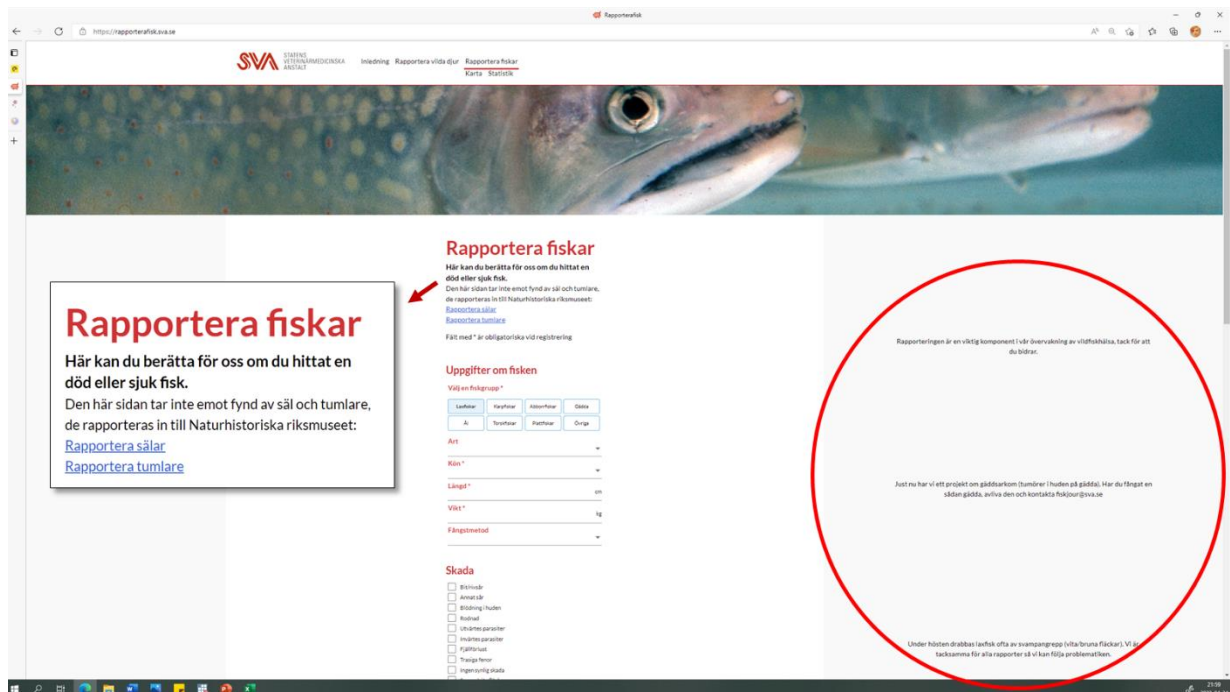 Rapporterafisk
https://rapporterafisk.sva.se
SVA
STATENS
VETERINÄRMEDICINSKA
ANSTALT
Inledning Rapportera vilda djur Rapportera fiskar
Karta Statistik
Rapportera fiskar
Här kan du berätta för oss om du hittat en
död eller sjuk fisk.
Den här sidan tar inte emot fynd av säl och tumlare,
de rapporteras in till Naturhistoriska riksmuseet:
Rapportera sälar
Rapportera tumlare
Rapportera fiskar
Här kan du berätta för oss om du hittat en
död eller sjuk fisk.
Den här sidan tar inte emot fynd av säl och tumlare,
de rapporteras in till Naturhistoriska riksmuseet:
Rapportera sälar
Rapportera tumlare
Fält med * är obligatoriska vid registrering
Uppgifter om fisken
Välj en fiskgrupp *
Laxfiskar Karpfiskar Abborrfiskar Gädda
Ål Torskfiskar Plattfiskar Övriga
Art
Kön *
Längd *
cm
Vikt *
kg
Fångstmetod
Skada
Bit/hivsår
Annat sår
Blödning i huden
Rodnad
Utvärtes parasiter
Invärtes parasiter
Fjällförlust
Trasiga fenor
Ingen synlig skada
Rapporteringen är en viktig komponent i vår övervakning av vildfiskhälsa, tack för att
du bidrar.
Just nu har vi ett projekt om gäddsarkom (tumörer i huden på gädda). Har du fångat en
sådan gädda, avliva den och kontakta fiskjour@sva.se
Under hösten drabbas laxfisk ofta av svampangrepp (vita/bruna fläckar). Vi är
tacksamma för alla rapporter så vi kan följa problematiken.
23:59